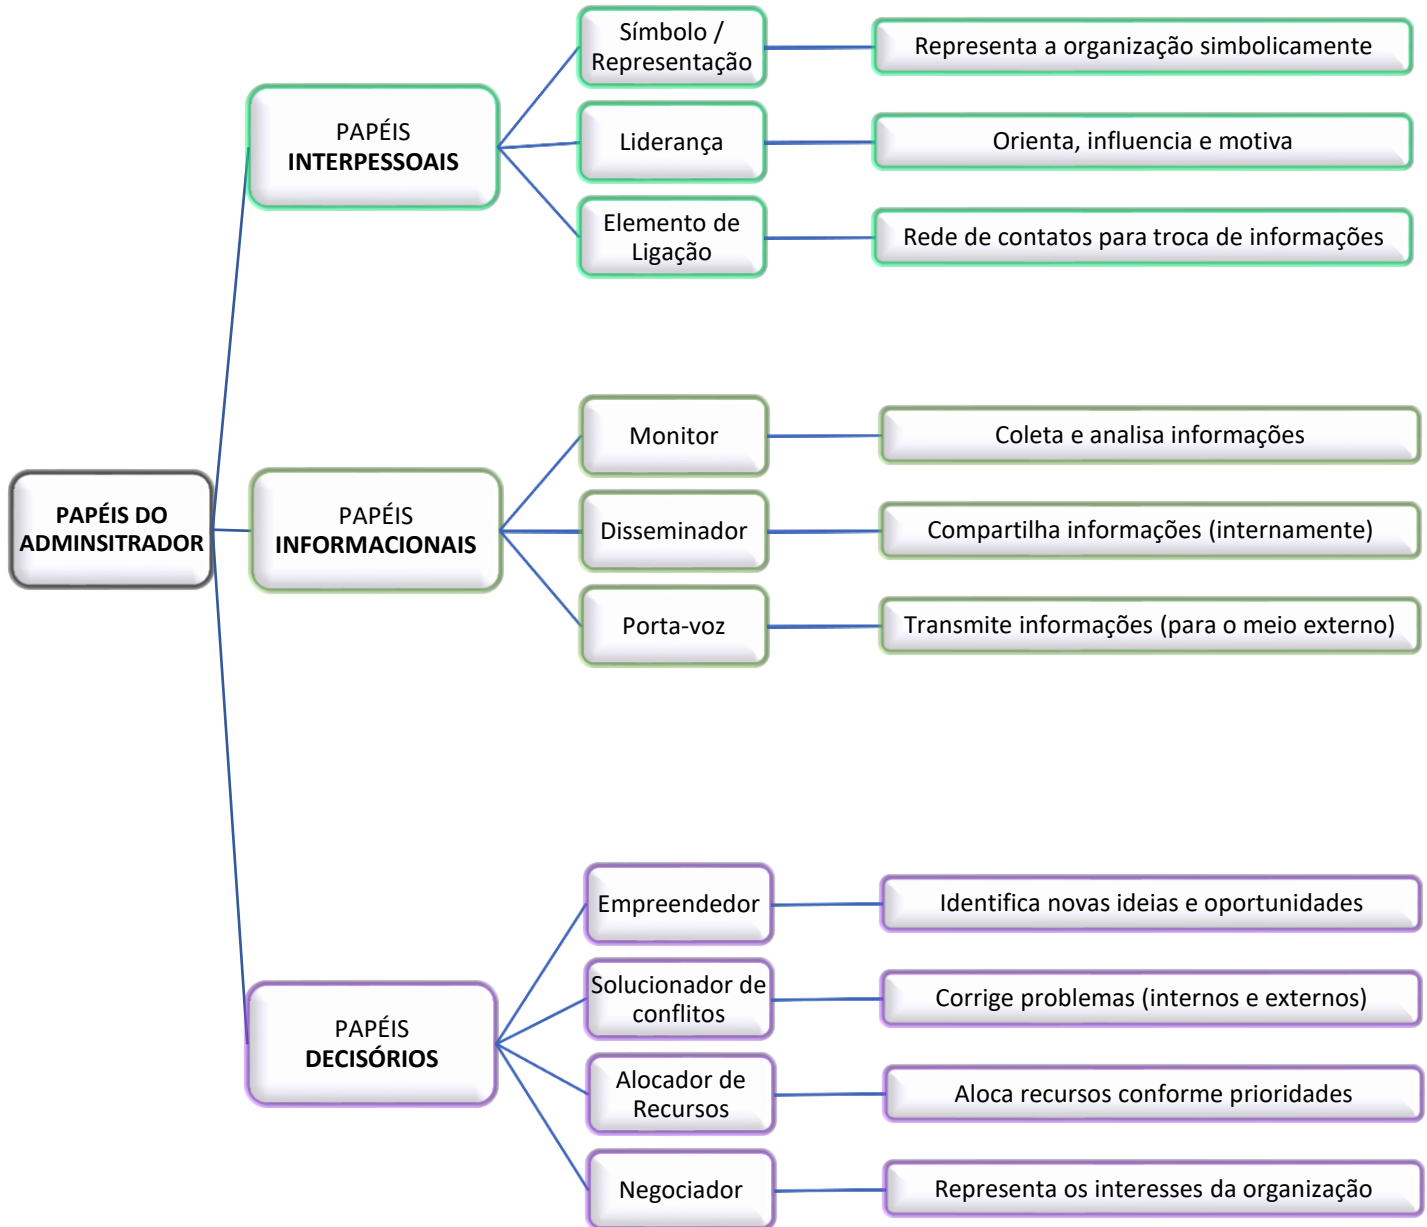 Símbolo /
Representação
Representa a organização simbolicamente
PAPÉIS
INTERPESSOAIS
Liderança
Orienta, influencia e motiva
Elemento de
Ligação
Rede de contatos para troca de informações
Monitor
Coleta e analisa informações
PAPÉIS DO
ADMINSITRADOR
PAPÉIS
INFORMACIONAIS
Disseminador
Compartilha informações (internamente)
Porta-voz
Transmite informações (para o meio externo)
Empreendedor
Identifica novas ideias e oportunidades
Solucionador de
conflitos
Corrige problemas (internos e externos)
PAPÉIS
DECISÓRIOS
Alocador de
Recursos
Aloca recursos conforme prioridades
Negociador
Representa os interesses da organização